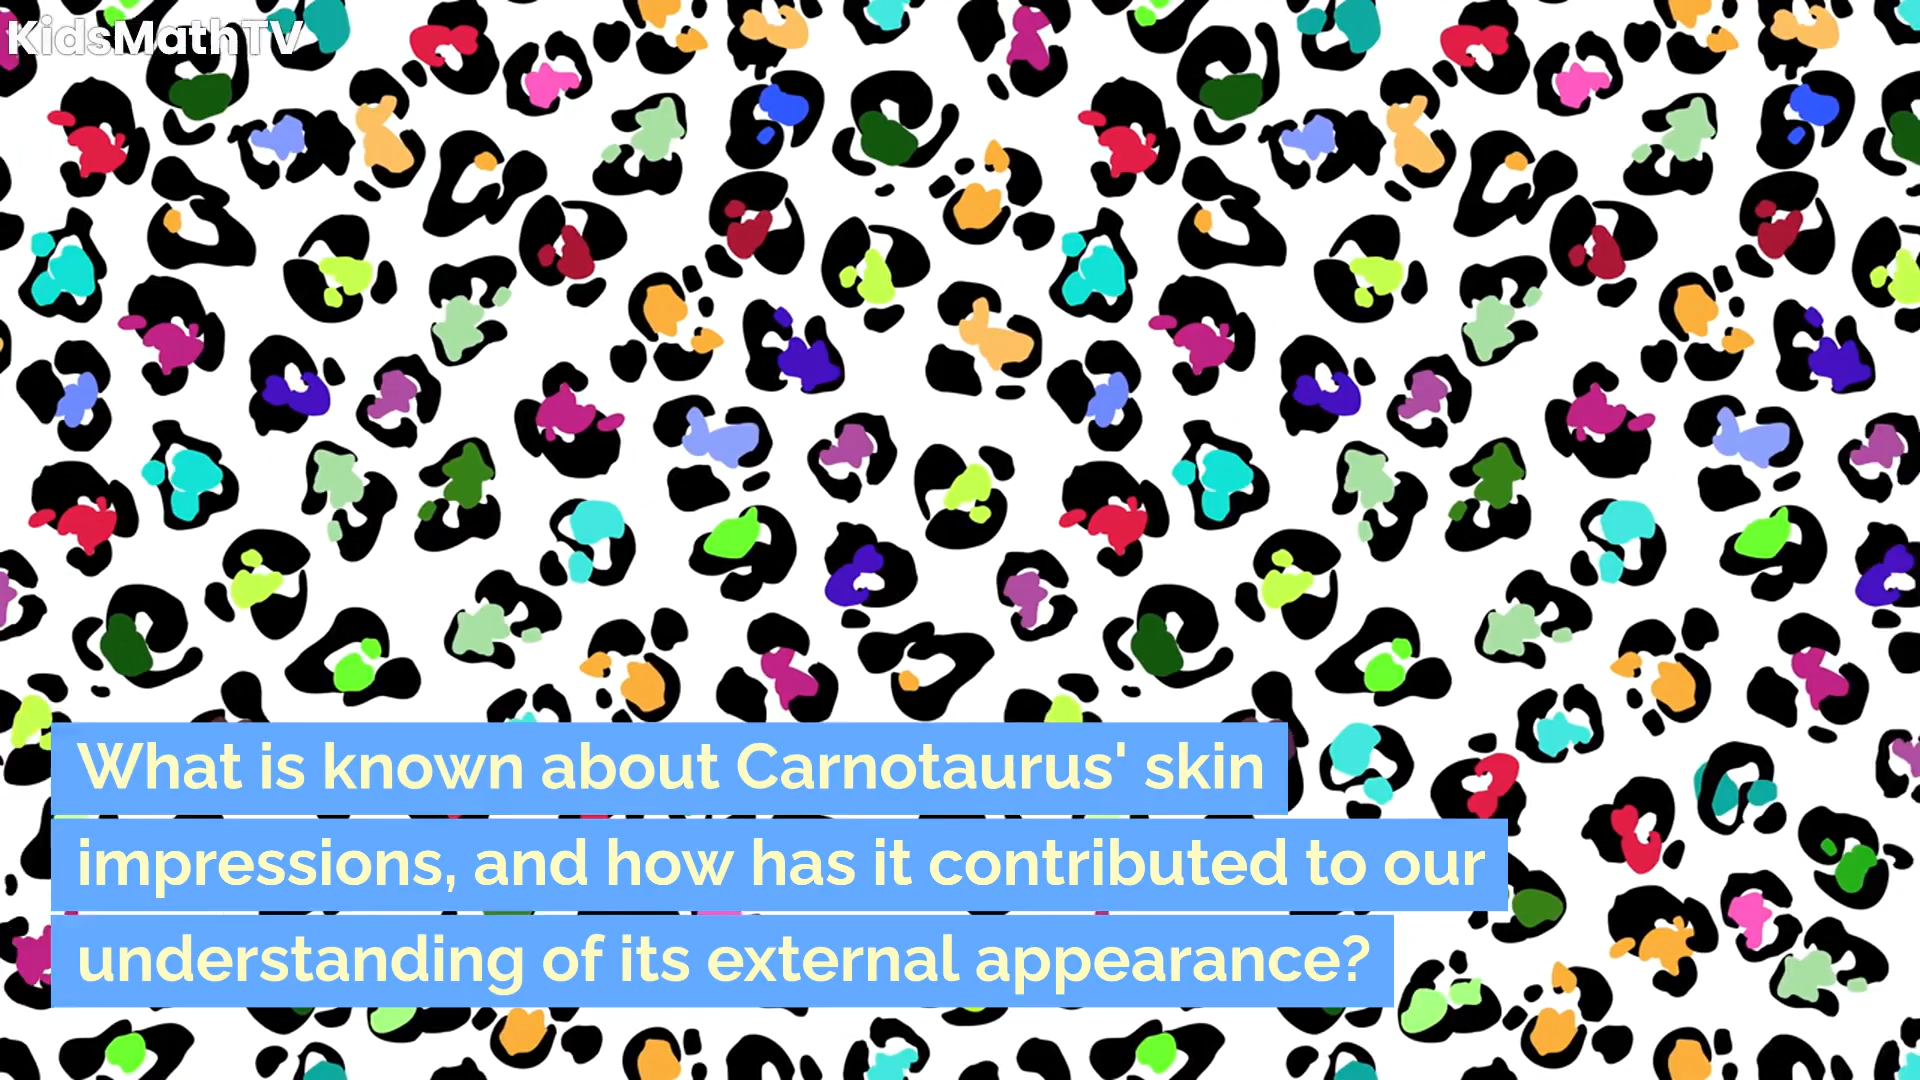 KidsMathTV
What is known about Carnotaurus' skin
impressions, and how has it contributed to our
understanding of its external appearance?